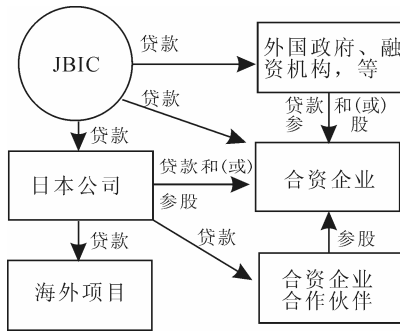 JBIC
贷款
外国政府、融
资机构，等
贷款
贷款 和(或)
参 股
贷款
日本公司
贷款和(或)
参股
合资企业
贷款
贷款
参股
海外项目
合资企业
合作伙伴